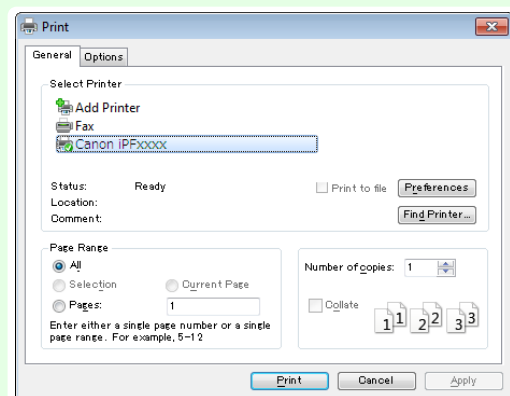 Print
General Options
Select Printer
Add Printer
Fax
Canon iPFxxxx
Status: Ready
Print to file Preferences
Location:
Comment:
Find Printer...
Page Range
All
Selection Current Page
Pages: 1
Enter either a single page number or a single
page range. For example, 5-12
Number of copies: 1
Collate
1 1 2 2 3 3
Print Cancel Apply